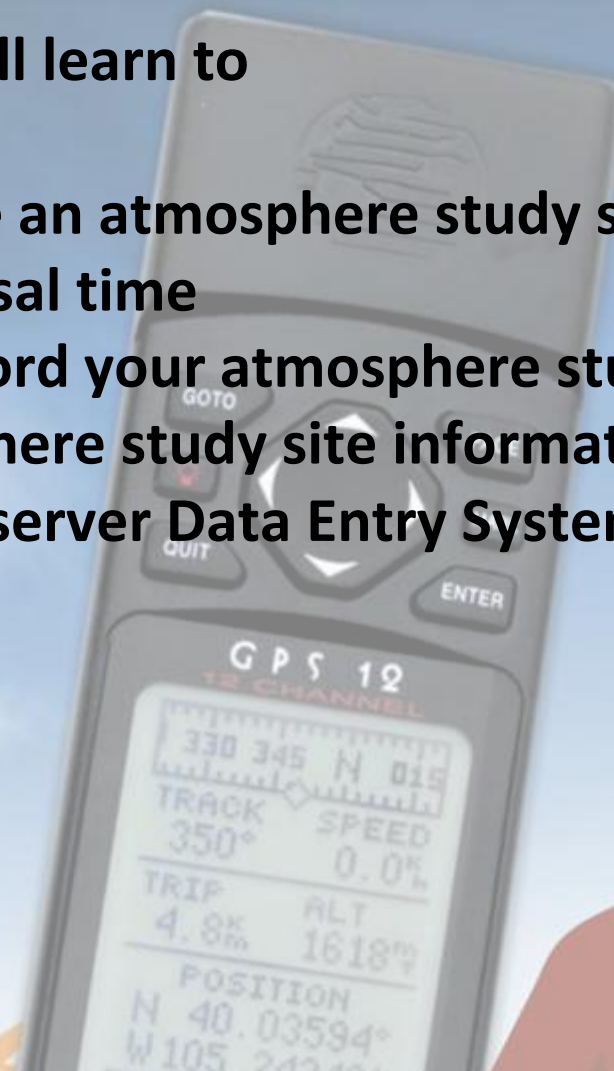 ll learn to
an atmosphere study s
sal time
ord your atmosphere stu
here study site informat
server Data Entry System
GOTO
QUIT
ENTER
GPS 12
12 CHANNEL
330 345 N 015
TRACK SPEED
350° 0.0
TRIP ALT
4.8 1618
POSITION
N 40.03594°
W 105.